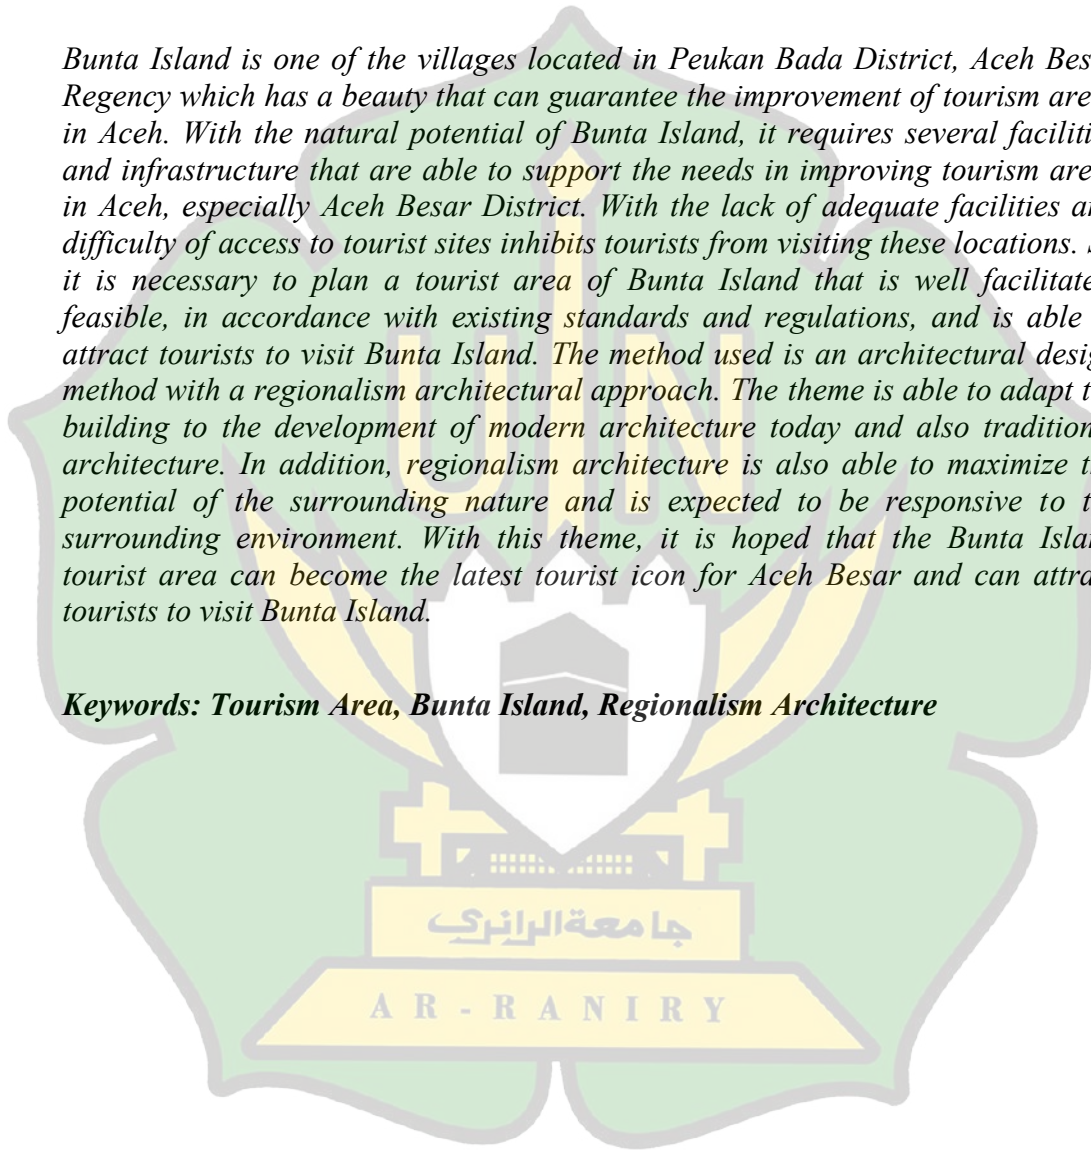 Bunta Island is one of the villages located in Peukan Bada District, Aceh Bes
Regency which has a beauty that can guarantee the improvement of tourism are
in Aceh. With the natural potential of Bunta Island, it requires several faciliti
and infrastructure that are able to support the needs in improving tourism are
in Aceh, especially Aceh Besar District. With the lack of adequate facilities an
difficulty of access to tourist sites inhibits tourists from visiting these locations. S
it is necessary to plan a tourist area of Bunta Island that is well facilitate
feasible, in accordance with existing standards and regulations, and is able
attract tourists to visit Bunta Island. The method used is an architectural desig
method with a regionalism architectural approach. The theme is able to adapt t
building to the development of modern architecture today and also tradition
architecture. In addition, regionalism architecture is also able to maximize t
potential of the surrounding nature and is expected to be responsive to t
surrounding environment. With this theme, it is hoped that the Bunta Islan
tourist area can become the latest tourist icon for Aceh Besar and can attra
tourists to visit Bunta Island.
Keywords: Tourism Area, Bunta Island, Regionalism Architecture
UIN
جامعةالرانري
AR-RANIRY